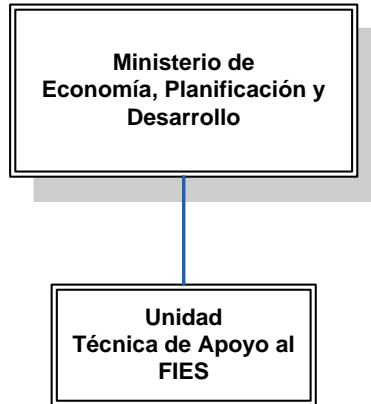 Ministerio de
Economía, Planificación y
Desarrollo
Unidad
Técnica de Apoyo al
FIES